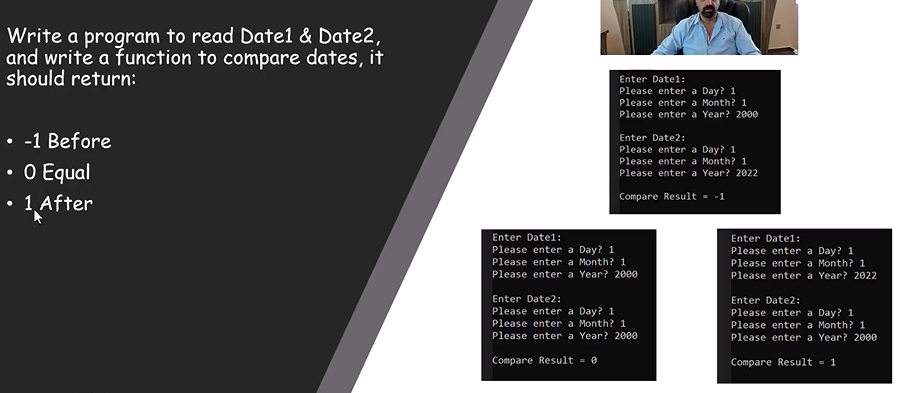 Write a program to read Date1 & Date2,
and write a function to compare dates, it
should return:
• -1 Before
• 0 Equal
• 1 After
Enter Date1:
Please enter a Day? 1
Please enter a Month? 1
Please enter a Year? 2000
Enter Date2:
Please enter a Day? 1
Please enter a Month? 1
Please enter a Year? 2022
Compare Result = -1
Enter Date1:
Please enter a Day? 1
Please enter a Month? 1
Please enter a Year? 2000
Enter Date2:
Please enter a Day? 1
Please enter a Month? 1
Please enter a Year? 2000
Compare Result = 0
Enter Date1:
Please enter a Day? 1
Please enter a Month? 1
Please enter a Year? 2022
Enter Date2:
Please enter a Day? 1
Please enter a Month? 1
Please enter a Year? 2000
Compare Result = 1